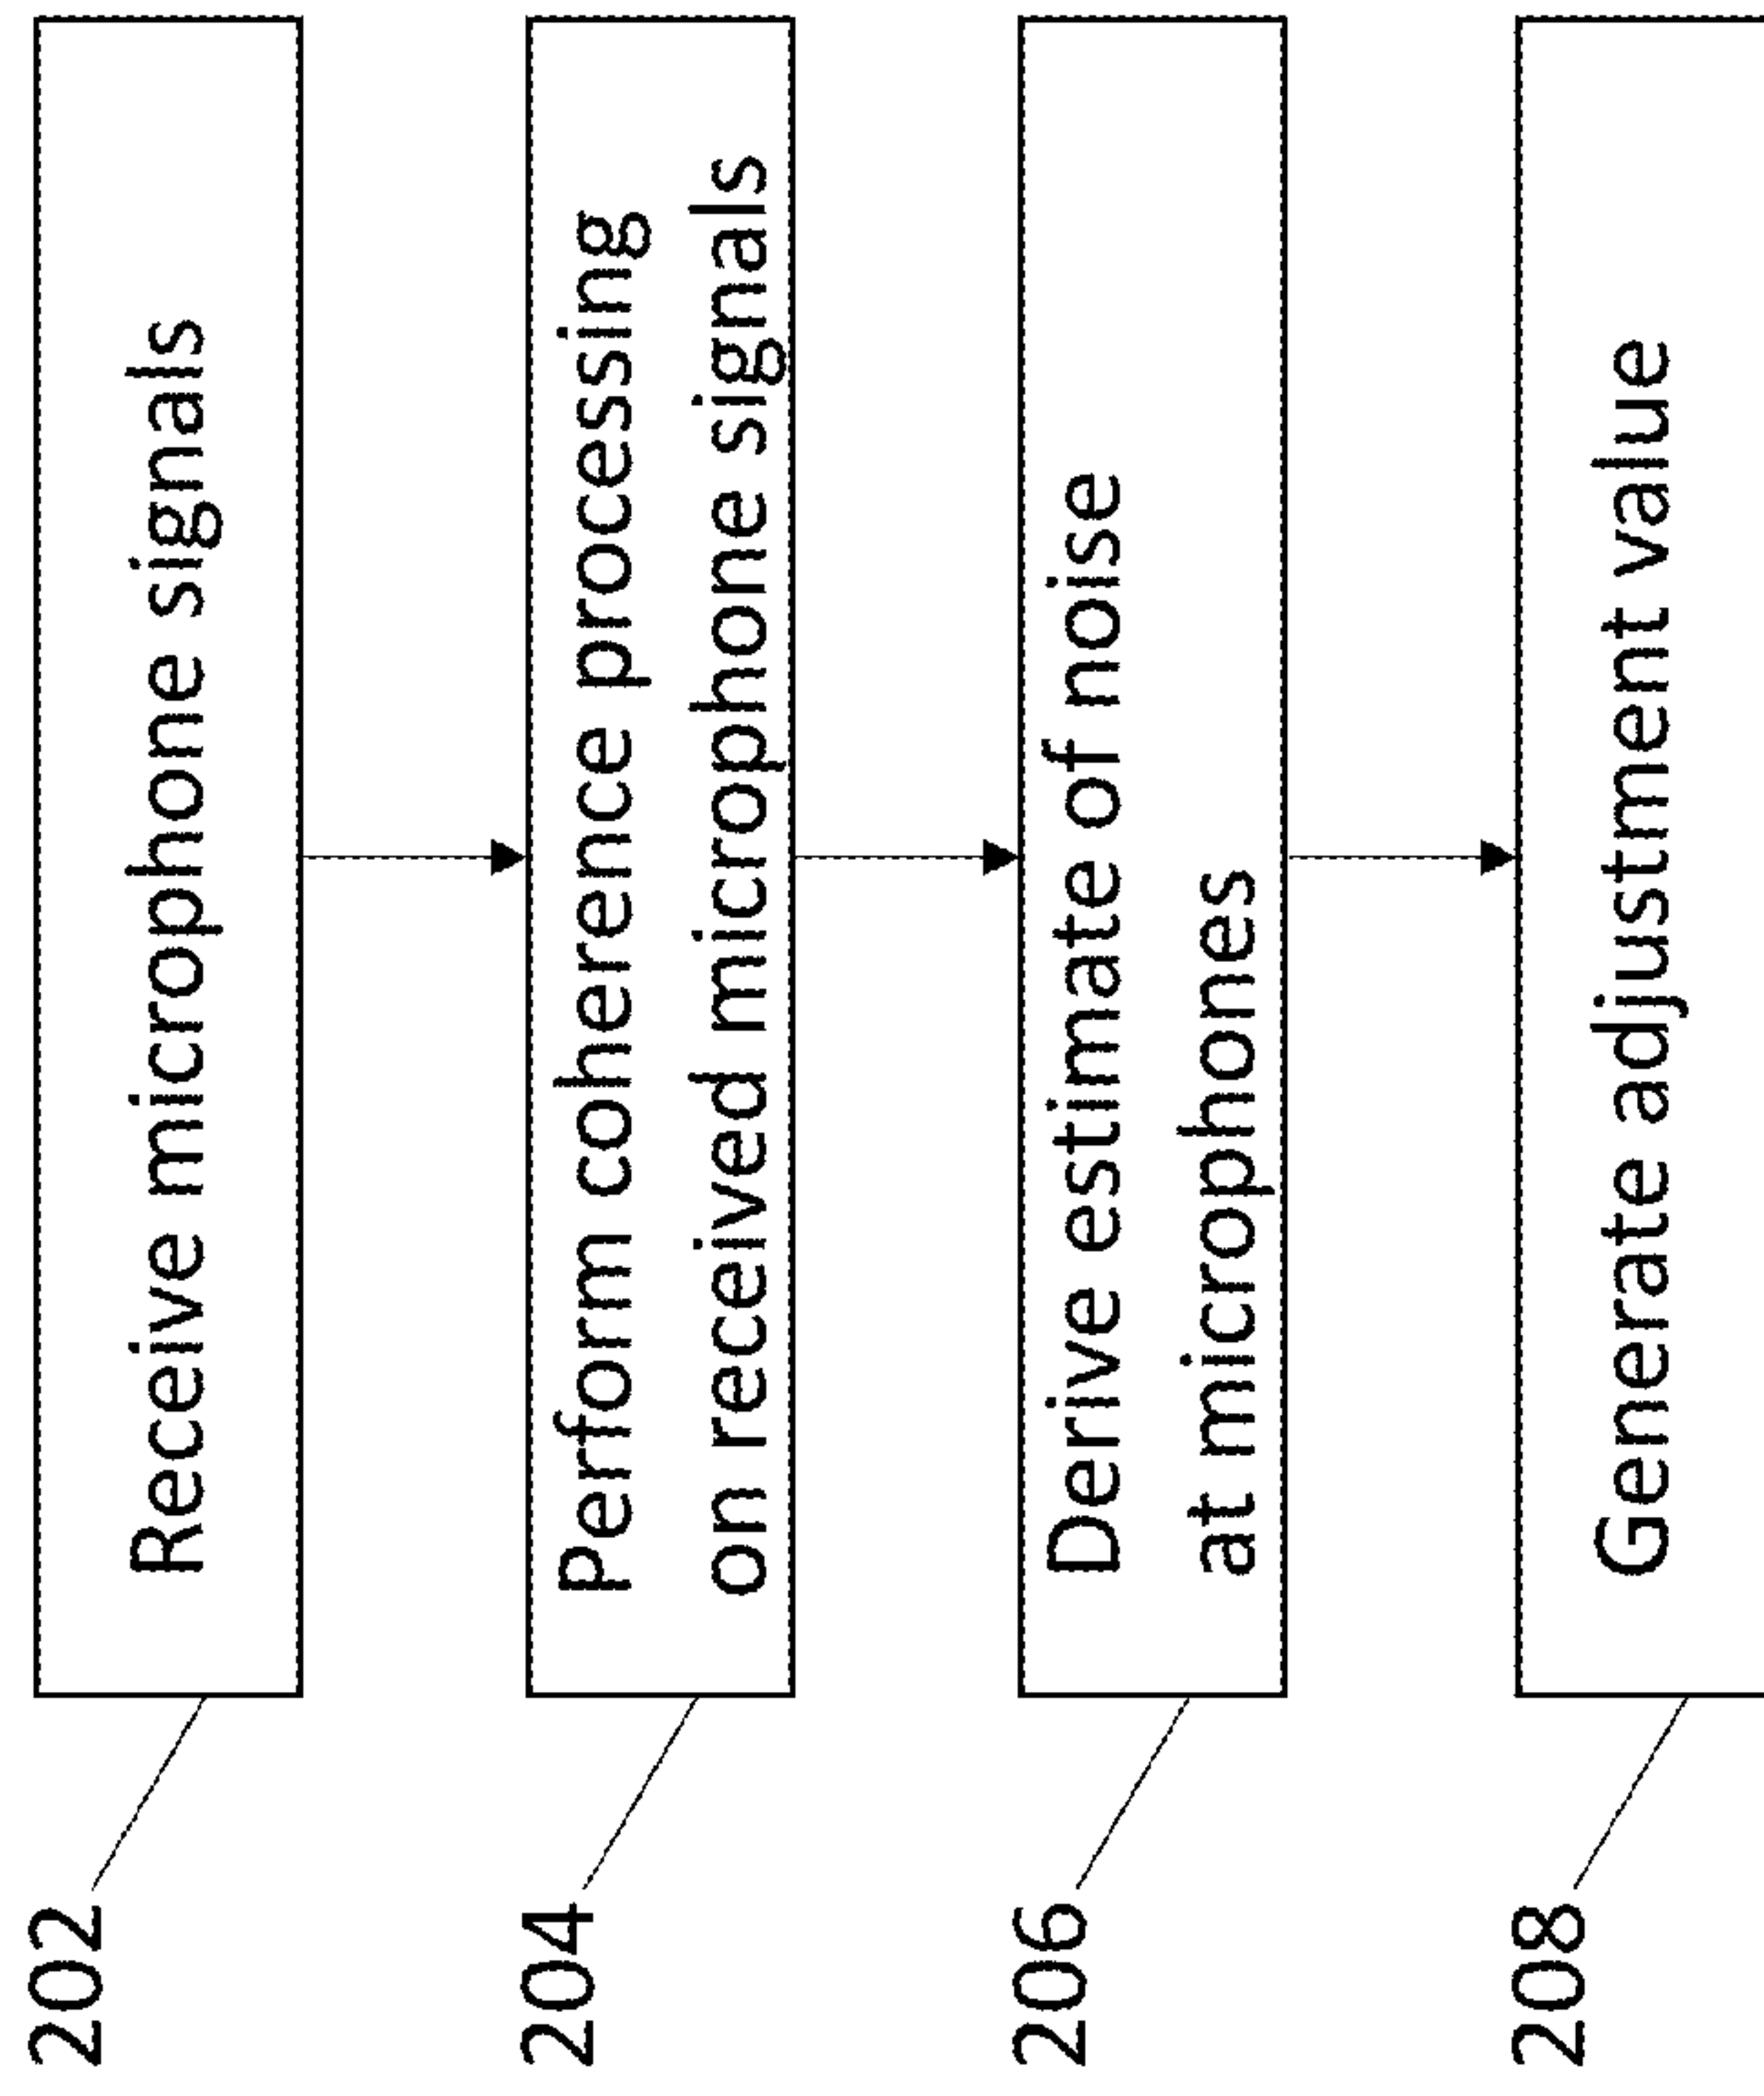 202
Receive microphone signals
204
Perform coherence processing
on received microphone signals
206
Derive estimate of noise
at microphones
208
Generate adjustment value